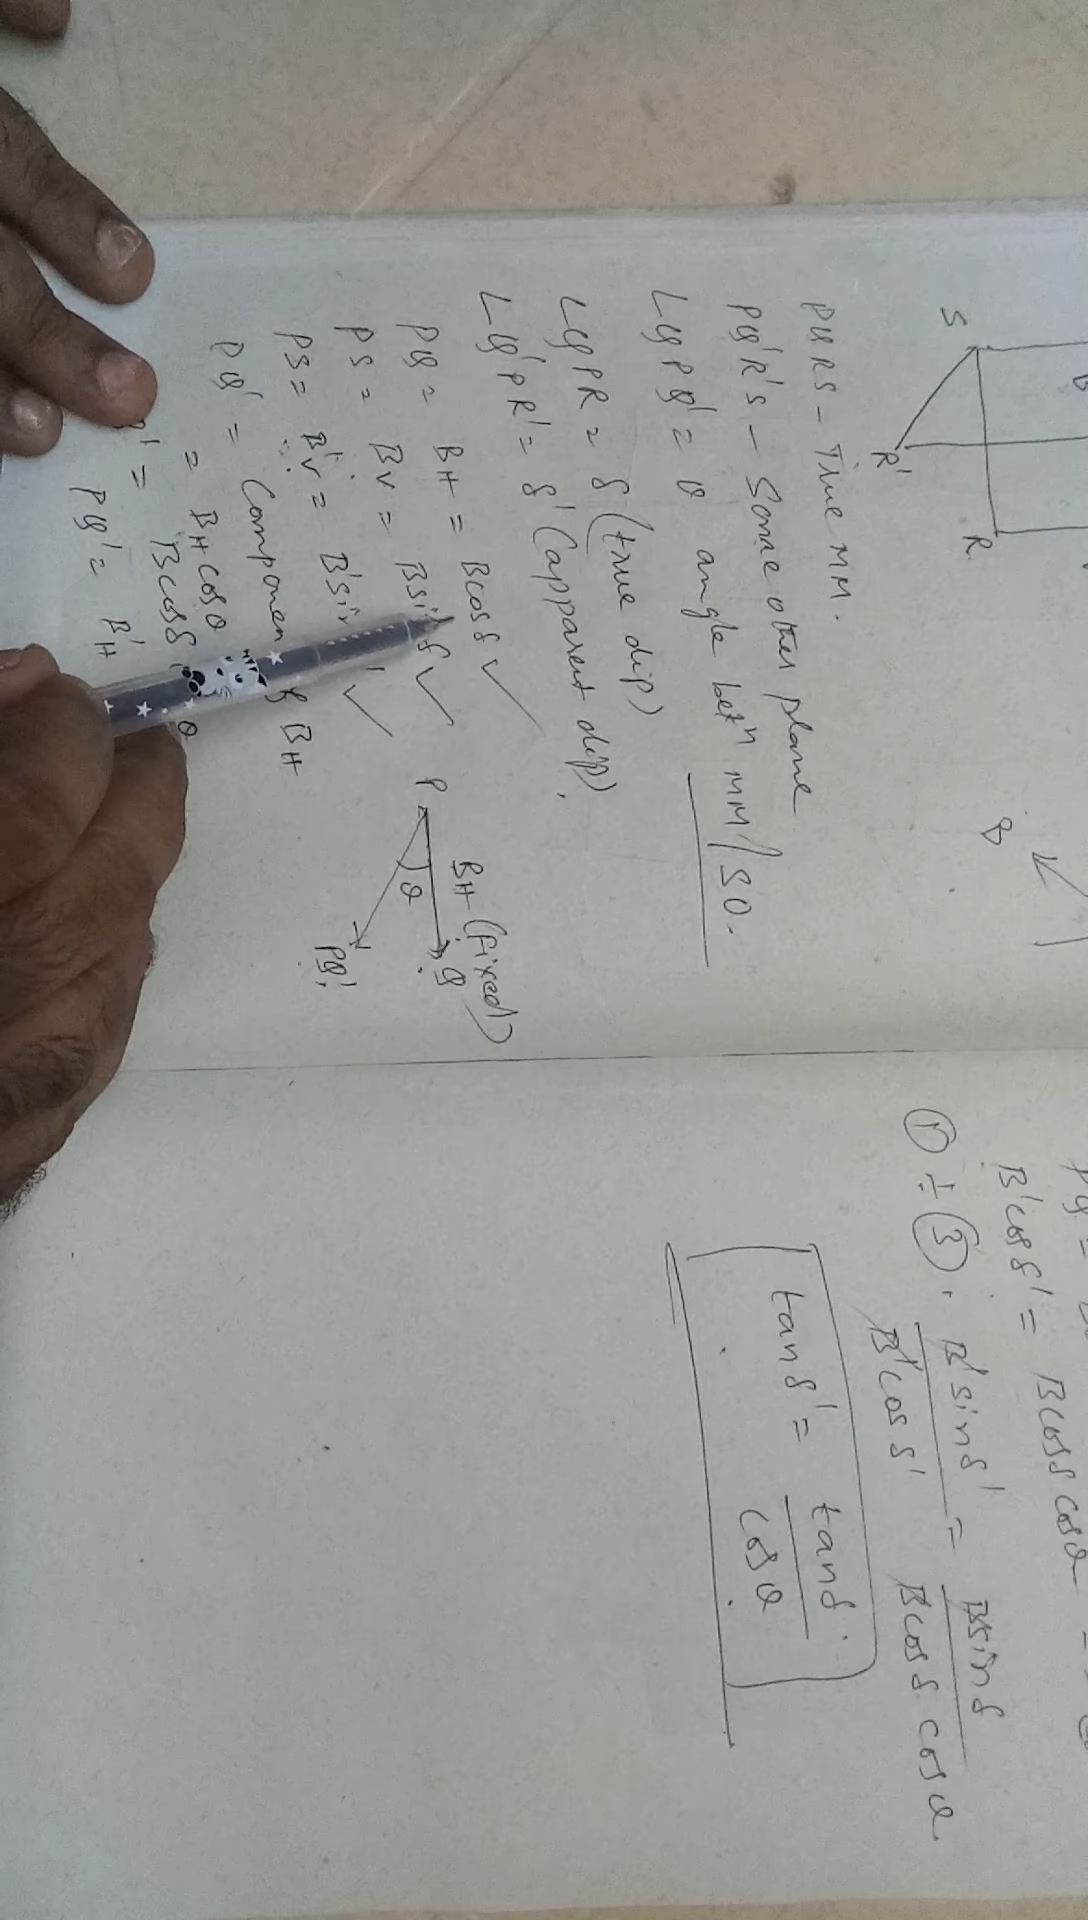 S
R'
R
PQRS - True MM.
PQ'R'S - Some other plane
∠QPQ' = θ angle betⁿ MM/SO.
∠QPR = δ (true dip)
∠Q'PR' = δ' (apparent dip)
PQ = BH = Bcosδ ✓
PS = BV = Bsinδ ✓
PS = B'V = B'sin ' ✓
PQ' = Component BH
= BH cosθ
= Bcosδ θ
PQ' = B'H
P
BH (fixed)
θ
Q
PQ'
B'cosδ' = Bcosδ cosθ
① ÷ ③. B'sinδ' / B'cosδ' = Bsinδ / Bcosδ cosθ
tanδ' = tanδ / cosθ